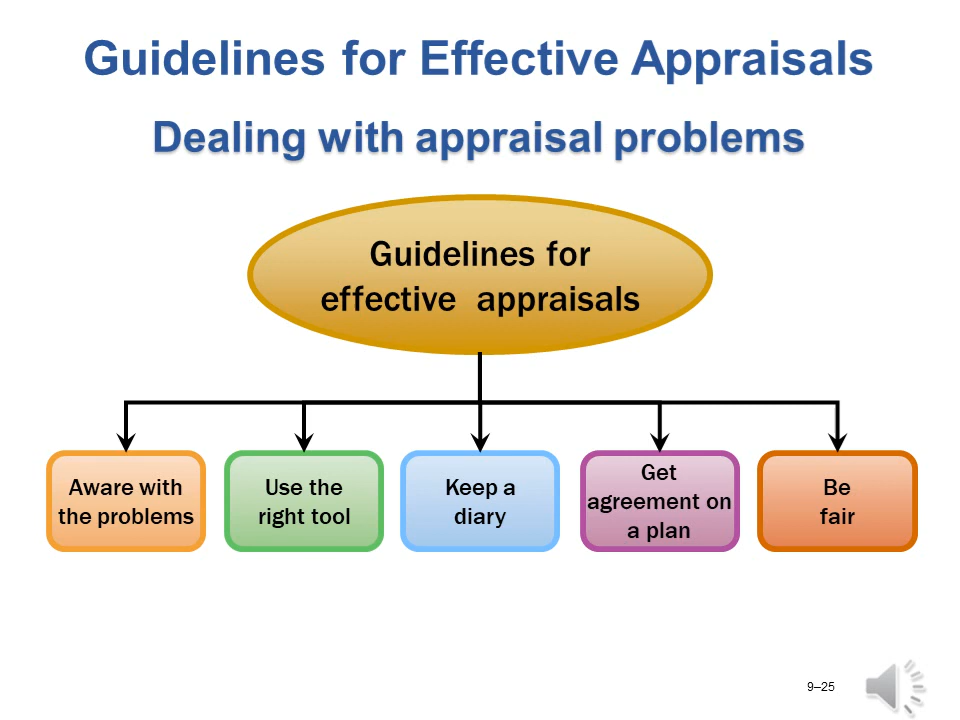 Guidelines for Effective Appraisals
Dealing with appraisal problems
Guidelines for
effective appraisals
Aware with
the problems
Use the
right tool
Keep a
diary
Get
agreement on
a plan
Be
fair
9–25